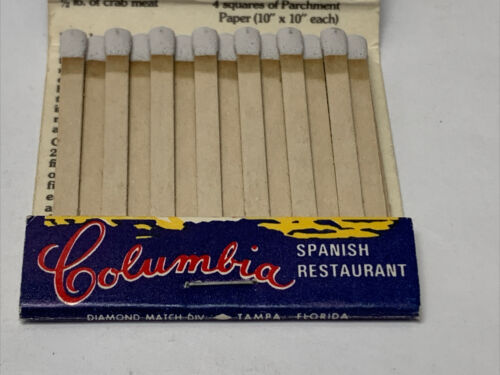 ½ lb. of crab meat
4 squares of Parchment
Paper (10" x 10" each)
Columbia
SPANISH
RESTAURANT
DIAMOND MATCH DIV. TAMPA, FLORIDA